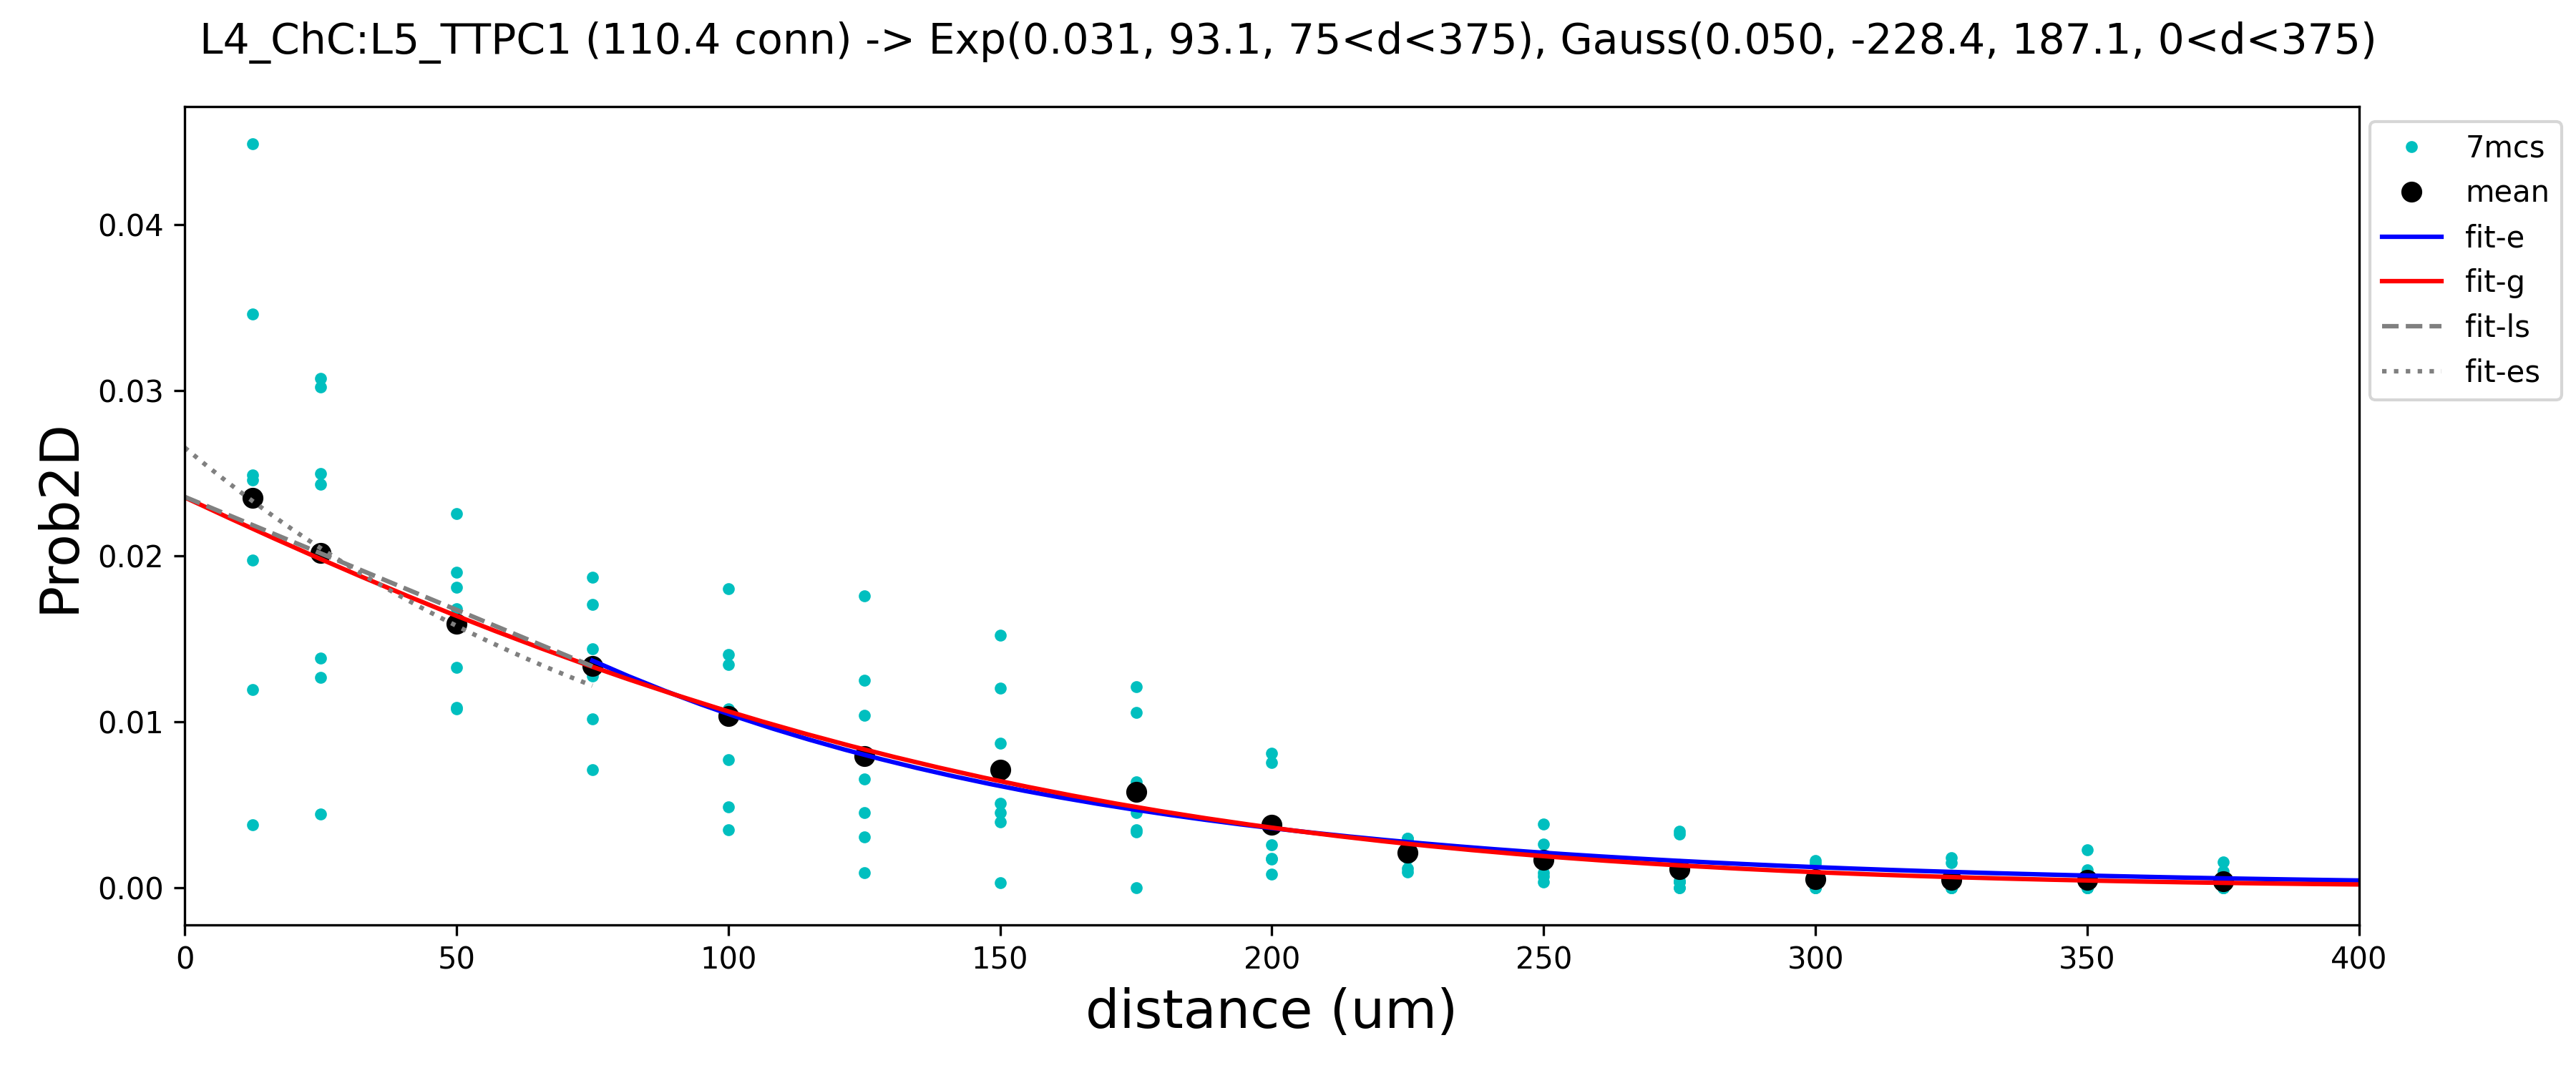 L4_ChC:L5_TTPC1 (110.4 conn) -> Exp(0.031, 93.1, 75<d<375), Gauss(0.050, -228.4, 187.1, 0<d<375)
7mcs
mean
fit-e
fit-g
fit-ls
fit-es
Prob2D
0.04
0.03
0.02
0.01
0.00
0 50 100 150 200 250 300 350 400
distance (um)